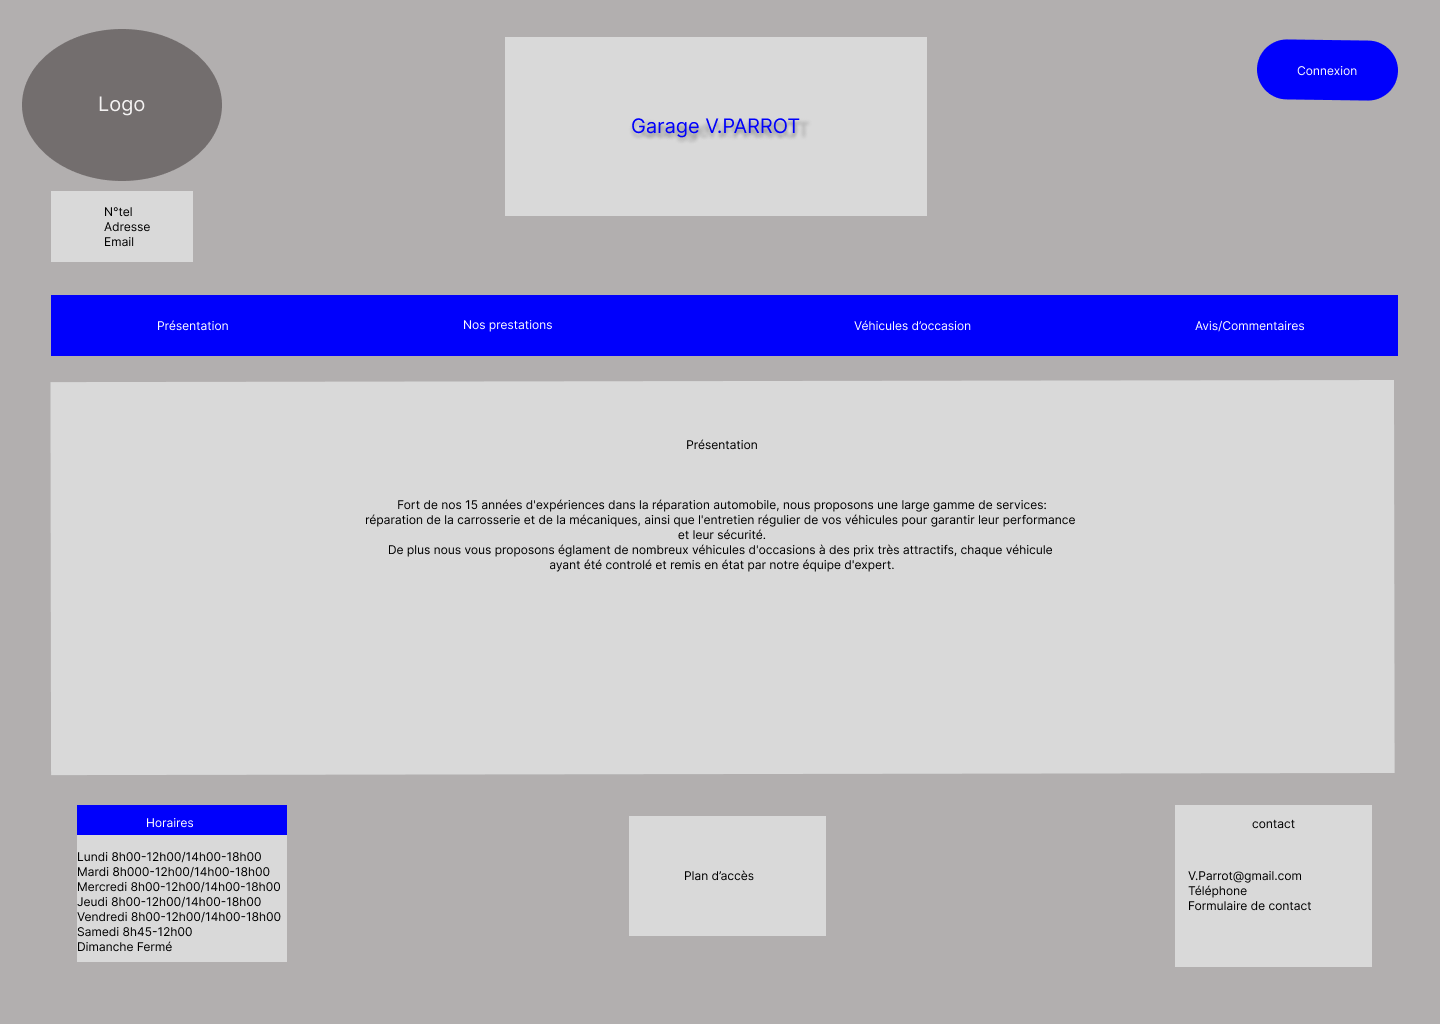 Logo
Garage V.PARROT
Connexion
N°tel
Adresse
Email
Présentation
Nos prestations
Véhicules d’occasion
Avis/Commentaires
Présentation
Fort de nos 15 années d'expériences dans la réparation automobile, nous proposons une large gamme de services:
réparation de la carrosserie et de la mécaniques, ainsi que l'entretien régulier de vos véhicules pour garantir leur performance
et leur sécurité.
De plus nous vous proposons églament de nombreux véhicules d'occasions à des prix très attractifs, chaque véhicule
ayant été controlé et remis en état par notre équipe d'expert.
Horaires
Lundi 8h00-12h00/14h00-18h00
Mardi 8h000-12h00/14h00-18h00
Mercredi 8h00-12h00/14h00-18h00
Jeudi 8h00-12h00/14h00-18h00
Vendredi 8h00-12h00/14h00-18h00
Samedi 8h45-12h00
Dimanche Fermé
Plan d’accès
contact
V.Parrot@gmail.com
Téléphone
Formulaire de contact